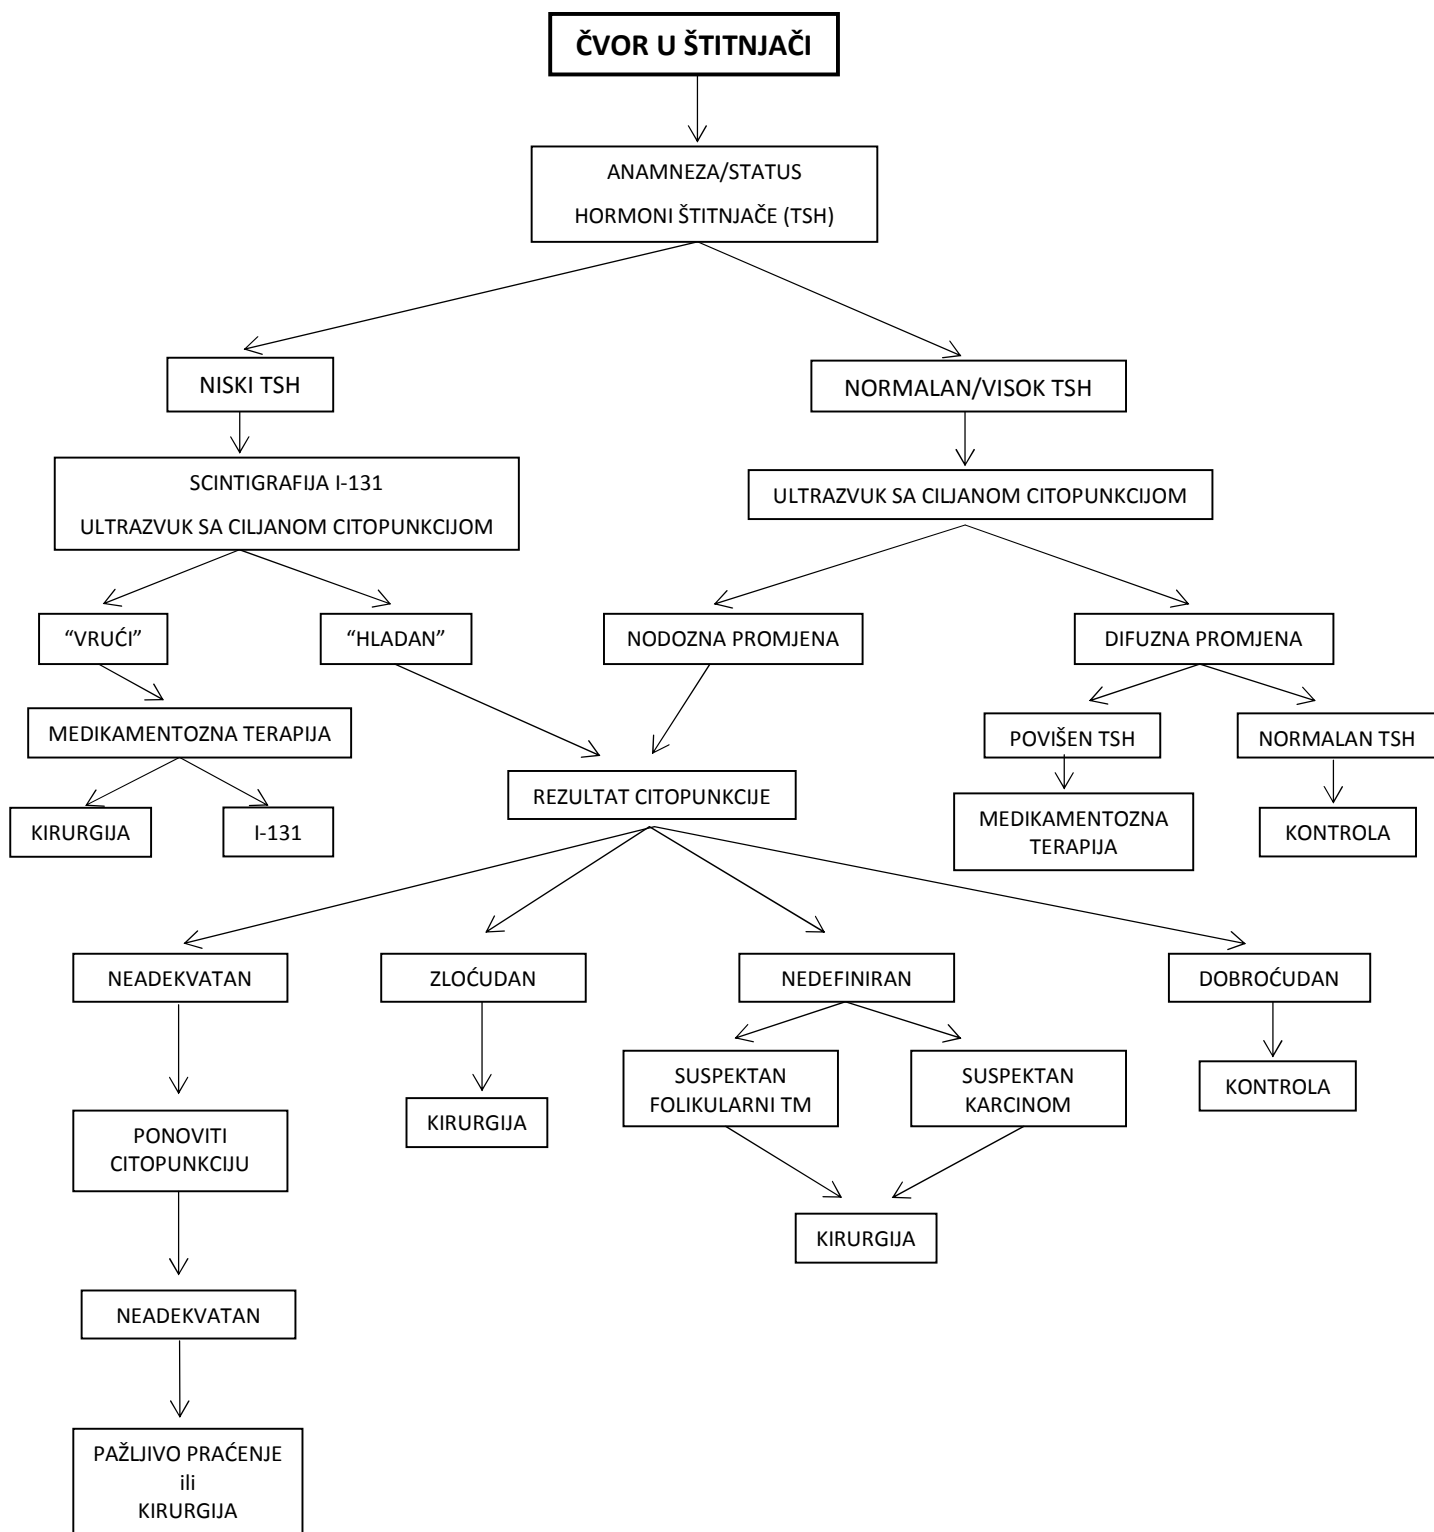 ČVOR U ŠTITNJAČI
ANAMNEZA/STATUS
HORMONI ŠTITNJAČE (TSH)
NISKI TSH
NORMALAN/VISOK TSH
SCINTIGRAFIJA I-131
ULTRAZVUK SA CILJANOM CITOPUNKCIJOM
ULTRAZVUK SA CILJANOM CITOPUNKCIJOM
“VRUĆI”
“HLADAN”
NODOZNA PROMJENA
DIFUZNA PROMJENA
MEDIKAMENTOZNA TERAPIJA
POVIŠEN TSH
NORMALAN TSH
KIRURGIJA
I-131
REZULTAT CITOPUNKCIJE
MEDIKAMENTOZNA
TERAPIJA
KONTROLA
NEADEKVATAN
ZLOĆUDAN
NEDEFINIRAN
DOBROĆUDAN
PONOVITI
CITOPUNKCIJU
KIRURGIJA
SUSPEKTAN
FOLIKULARNI TM
SUSPEKTAN
KARCINOM
KONTROLA
KIRURGIJA
NEADEKVATAN
PAŽLJIVO PRAĆENJE
ili
KIRURGIJA